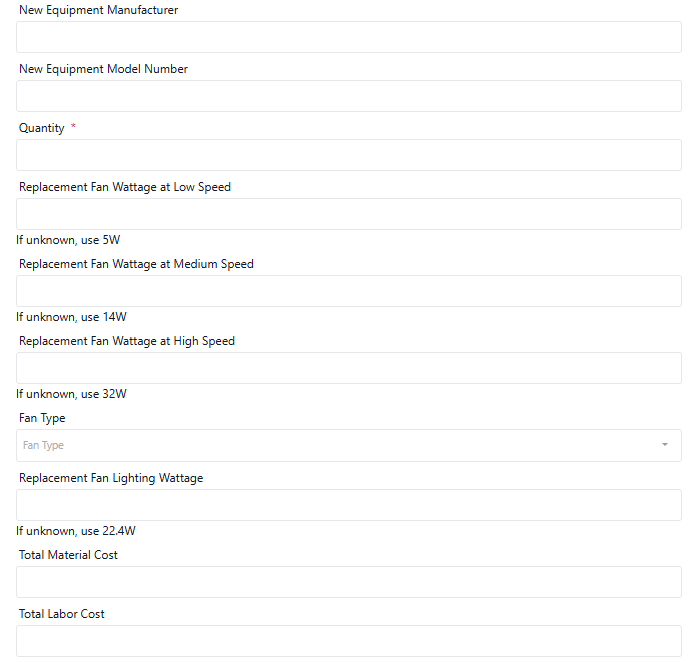 New Equipment Manufacturer
New Equipment Model Number
Quantity *
Replacement Fan Wattage at Low Speed
If unknown, use 5W
Replacement Fan Wattage at Medium Speed
If unknown, use 14W
Replacement Fan Wattage at High Speed
If unknown, use 32W
Fan Type
Fan Type
Replacement Fan Lighting Wattage
If unknown, use 22.4W
Total Material Cost
Total Labor Cost